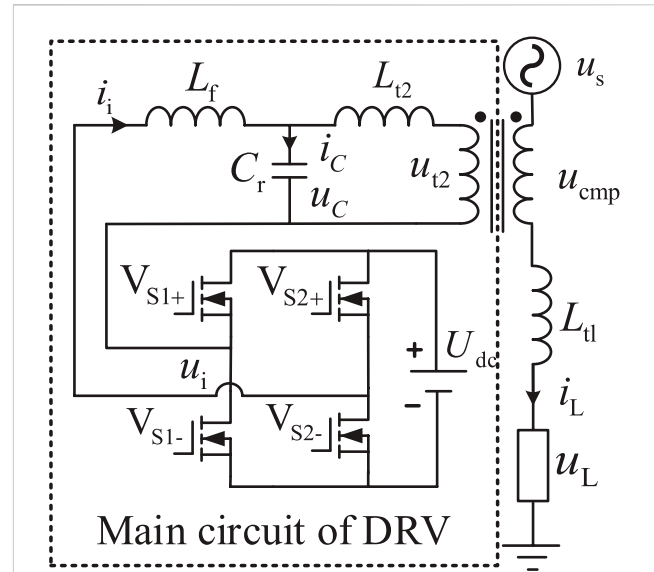 L_f
L_t2
u_s
i_i
i_C
C_r
u_C
u_t2
u_cmp
V_S1+
V_S2+
L_tl
+
U_dc
u_i
-
i_L
V_S1-
V_S2-
u_L
Main circuit of DRV